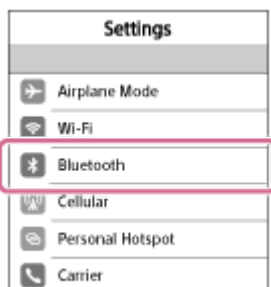 Settings
Airplane Mode
Wi-Fi
Bluetooth
Cellular
Personal Hotspot
Carrier